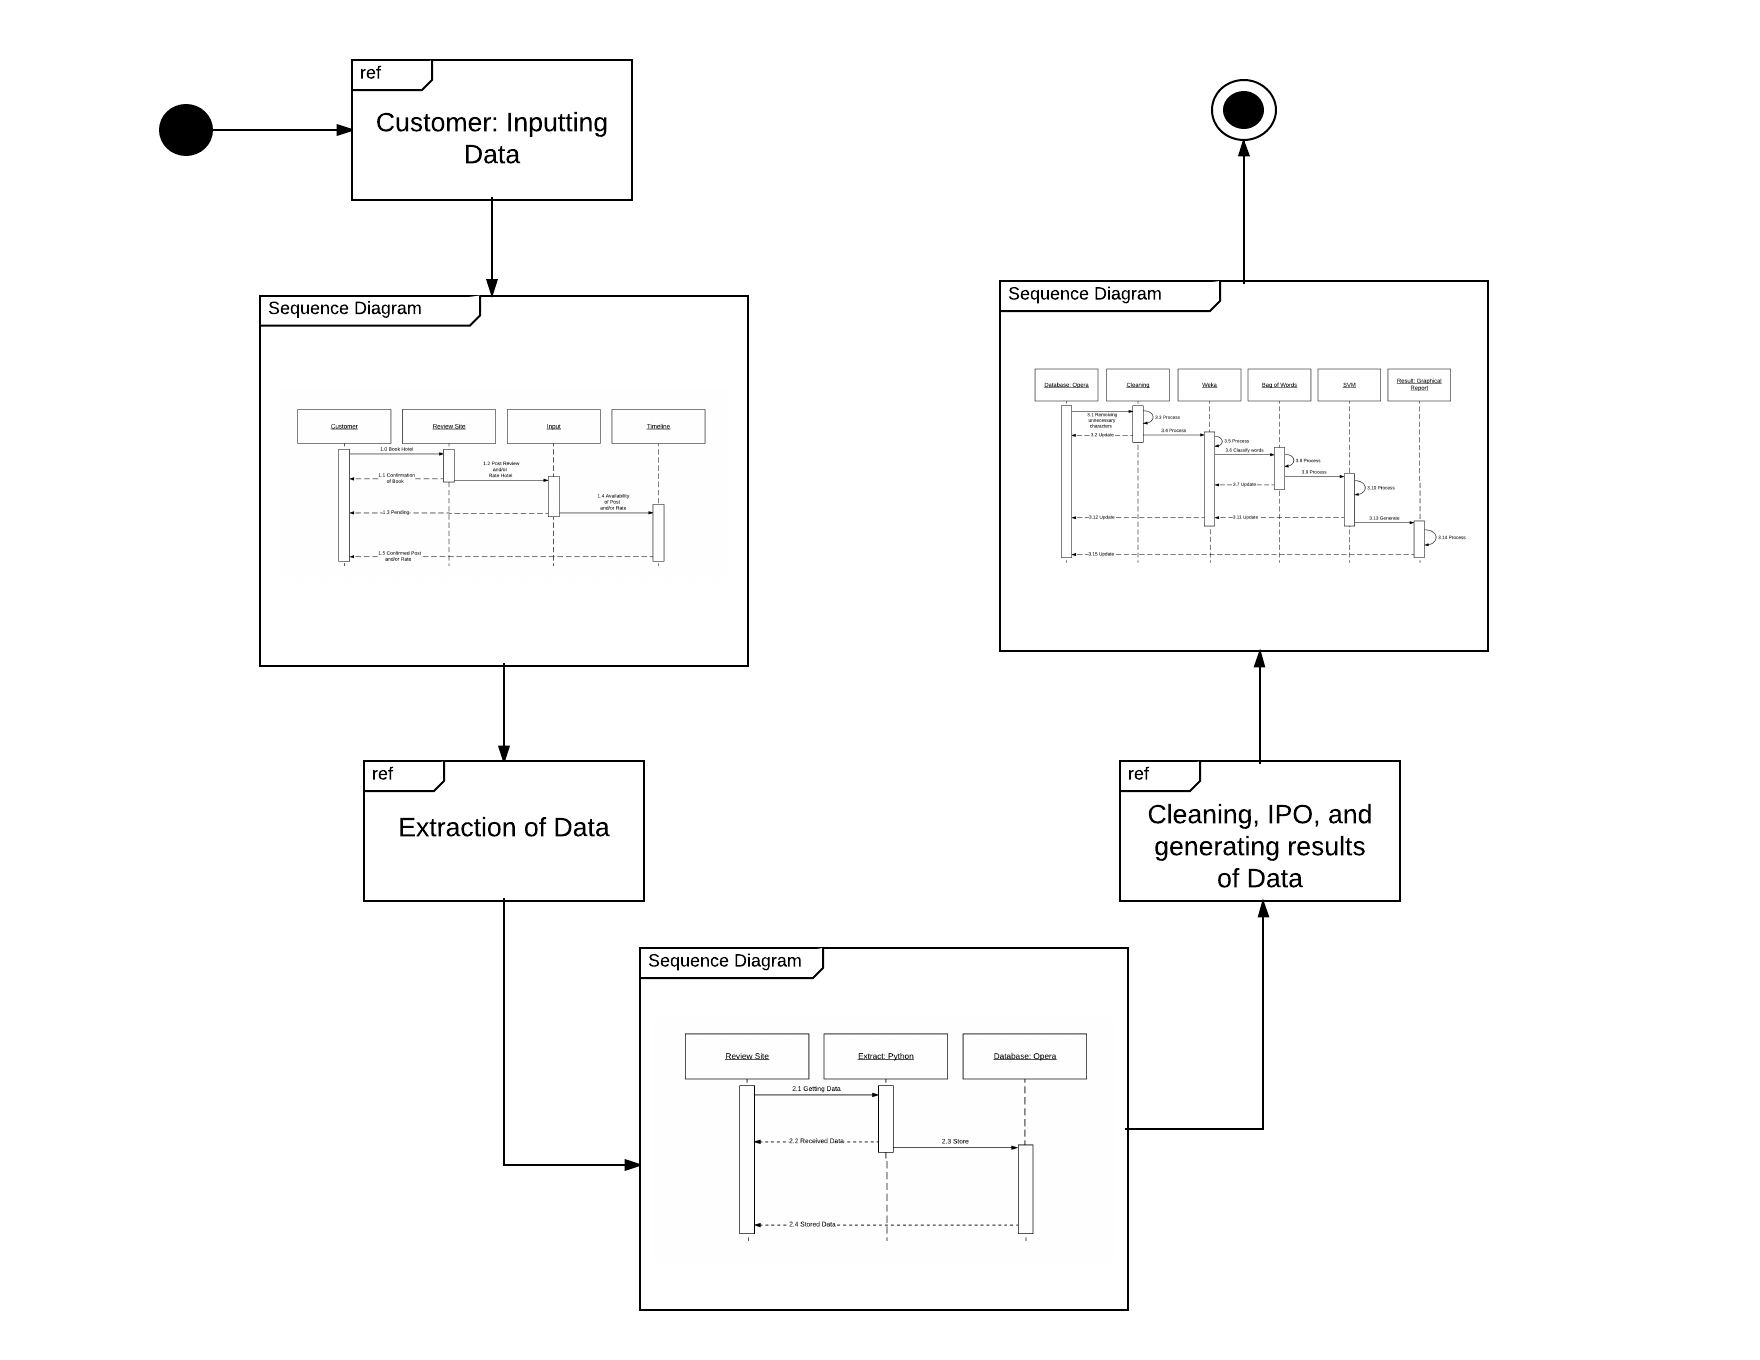 ref
Customer: Inputting
Data
Sequence Diagram
Customer
Review Site
Input
Timeline
1.0 Book Hotel
1.1 Confirmation
of Book
1.2 Post Review
and/or
Rate Hotel
1.3 Pending
1.4 Availability
of Post
and/or Rate
1.5 Confirmed Post
and/or Rate
ref
Extraction of Data
Sequence Diagram
Review Site
Extract: Python
Database: Opera
2.1 Getting Data
2.2 Received Data
2.3 Store
2.4 Stored Data
ref
Cleaning, IPO, and
generating results
of Data
Sequence Diagram
Database: Opera
Cleaning
Weka
Bag of Words
SVM
Result: Graphical
Report
3.1 Removing
unnecessary
characters
3.3 Process
3.2 Update
3.4 Process
3.5 Process
3.6 Classify words
3.8 Process
3.9 Process
3.7 Update
3.10 Process
3.12 Update
3.11 Update
3.13 Generate
3.14 Process
3.15 Update